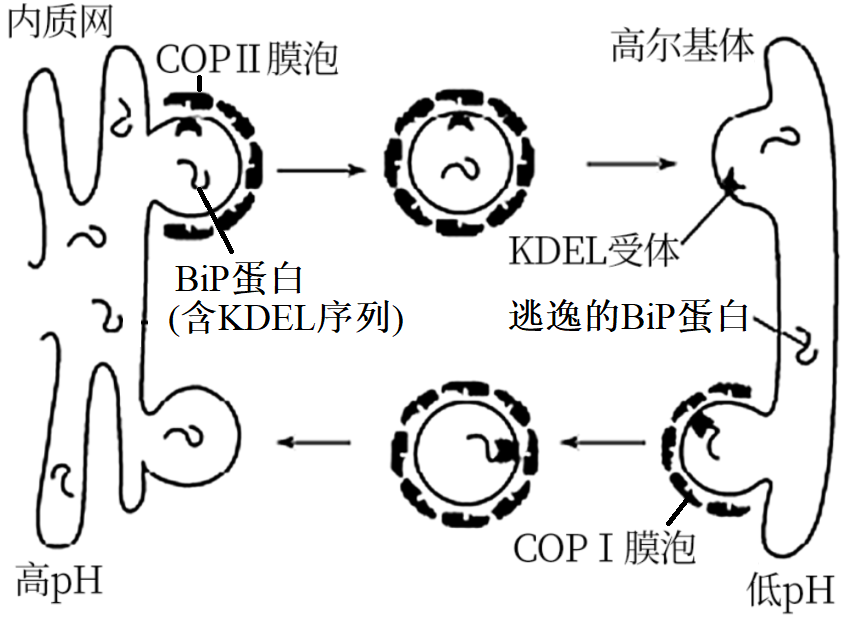 内质网
COPⅡ膜泡
高尔基体
KDEL受体
BiP蛋白
(含KDEL序列)
逃逸的BiP蛋白
COPⅠ膜泡
高pH
低pH